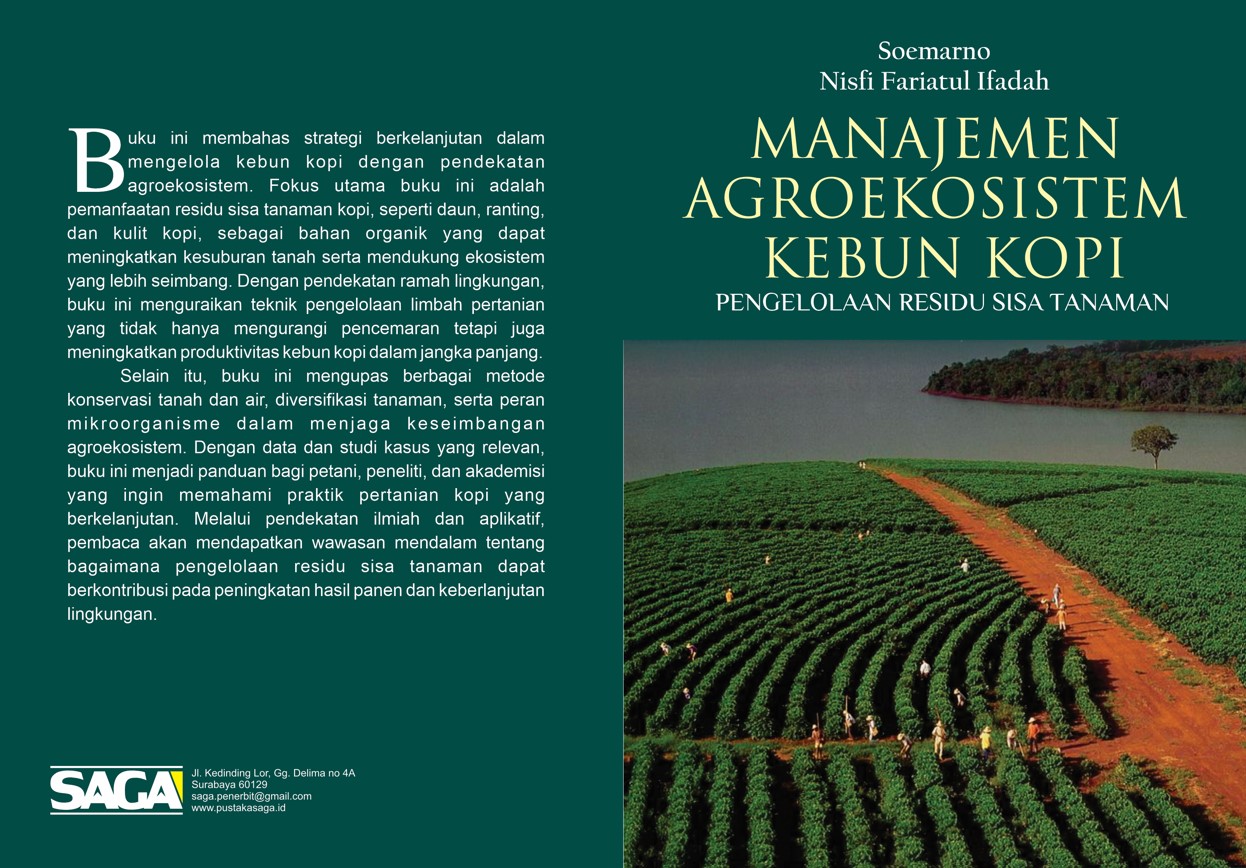 Buku ini membahas strategi berkelanjutan dalam
mengelola kebun kopi dengan pendekatan
agroekosistem. Fokus utama buku ini adalah
pemanfaatan residu sisa tanaman kopi, seperti daun, ranting,
dan kulit kopi, sebagai bahan organik yang dapat
meningkatkan kesuburan tanah serta mendukung ekosistem
yang lebih seimbang. Dengan pendekatan ramah lingkungan,
buku ini menguraikan teknik pengelolaan limbah pertanian
yang tidak hanya mengurangi pencemaran tetapi juga
meningkatkan produktivitas kebun kopi dalam jangka panjang.
Selain itu, buku ini mengupas berbagai metode
konservasi tanah dan air, diversifikasi tanaman, serta peran
mikroorganisme dalam menjaga keseimbangan
agroekosistem. Dengan data dan studi kasus yang relevan,
buku ini menjadi panduan bagi petani, peneliti, dan akademisi
yang ingin memahami praktik pertanian kopi yang
berkelanjutan. Melalui pendekatan ilmiah dan aplikatif,
pembaca akan mendapatkan wawasan mendalam tentang
bagaimana pengelolaan residu sisa tanaman dapat
berkontribusi pada peningkatan hasil panen dan keberlanjutan
lingkungan.
SAGA
Jl. Kedinding Lor, Gg. Delima no 4A
Surabaya 60129
saga.penerbit@gmail.com
www.pustakasaga.id
Soemarno
Nisfi Fariatul Ifadah
MANAJEMEN
AGROEKOSISTEM
KEBUN KOPI
PENGELOLAAN RESIDU SISA TANAMAN